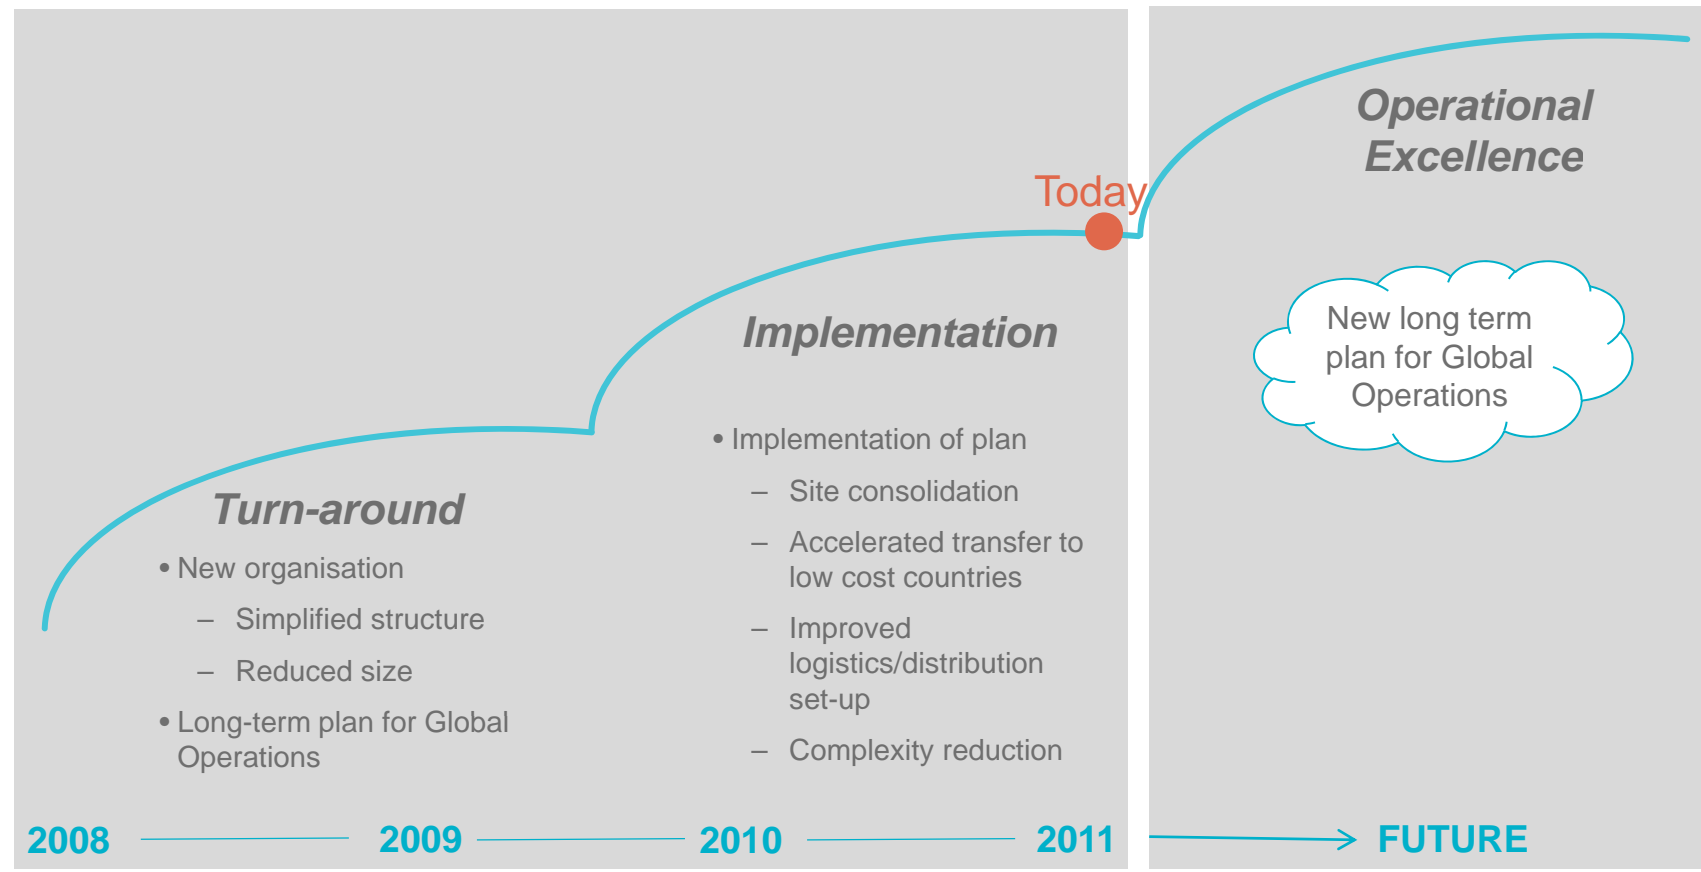 Operational
Excellence
Today
New long term
plan for Global
Operations
Implementation
• Implementation of plan
– Site consolidation
– Accelerated transfer to
low cost countries
– Improved
logistics/distribution
set-up
– Complexity reduction
Turn-around
• New organisation
– Simplified structure
– Reduced size
• Long-term plan for Global
Operations
2008
2009
2010
2011
FUTURE